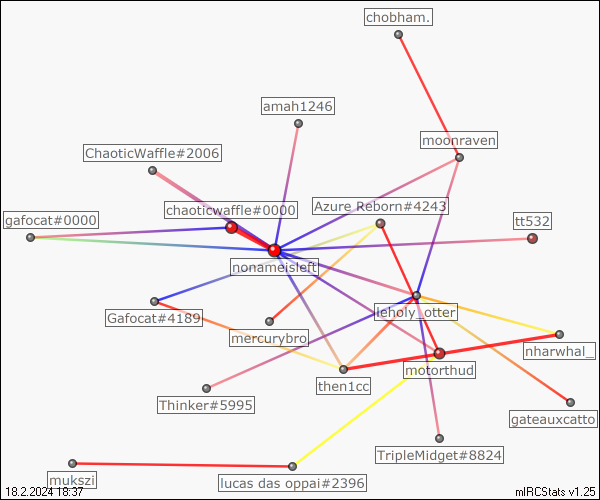 chobham.
amah1246
moonraven
ChaoticWaffle#2006
chaoticwaffle#0000
Azure Reborn#4243
gafocat#0000
tt532
nonameisleft
leholy_otter
Gafocat#4189
mercurybro
nharwhal_
motorthud
then1cc
Thinker#5995
gateauxcatto
TripleMidget#8824
mukszi
lucas das oppai#2396
18.2.2024 18:37
mIRCStats v1.25